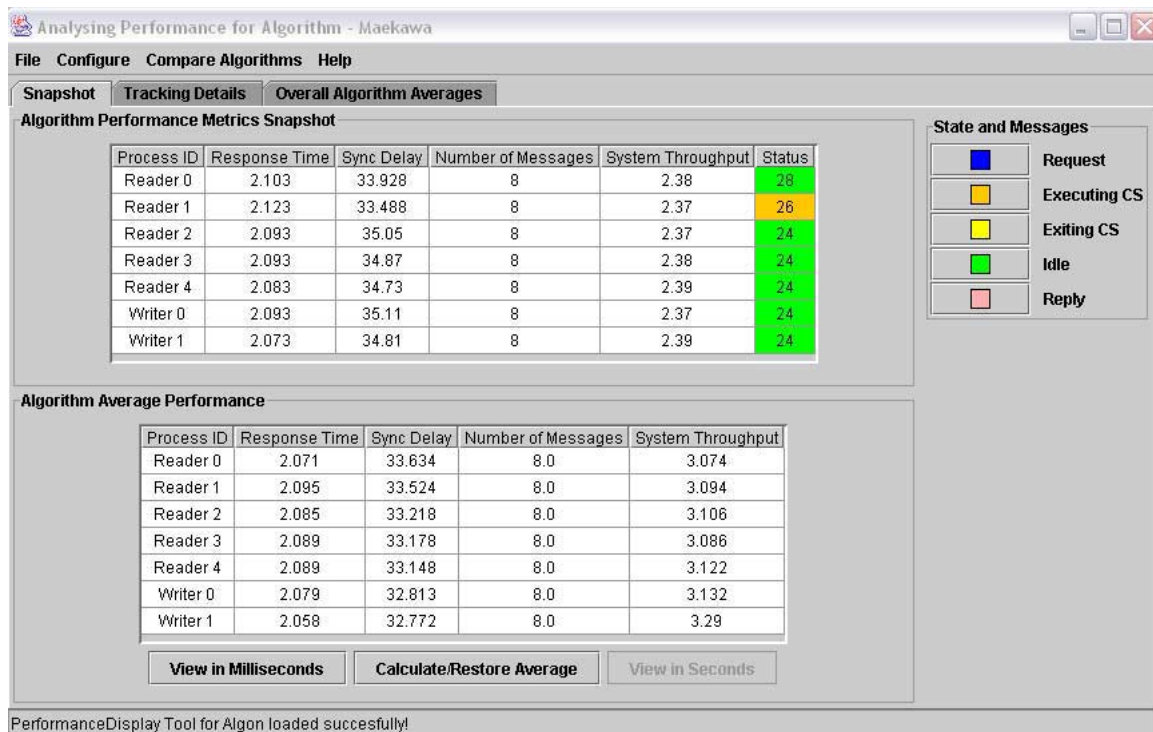 Analysing Performance for Algorithm - Maekawa
File Configure Compare Algorithms Help
Snapshot Tracking Details Overall Algorithm Averages
Algorithm Performance Metrics Snapshot
Process ID Response Time Sync Delay Number of Messages System Throughput Status
Reader 0 2.103 33.928 8 2.38 28
Reader 1 2.123 33.488 8 2.37 26
Reader 2 2.093 35.05 8 2.37 24
Reader 3 2.093 34.87 8 2.38 24
Reader 4 2.083 34.73 8 2.39 24
Writer 0 2.093 35.11 8 2.37 24
Writer 1 2.073 34.81 8 2.39 24
State and Messages
Request
Executing CS
Exiting CS
Idle
Reply
Algorithm Average Performance
Process ID Response Time Sync Delay Number of Messages System Throughput
Reader 0 2.071 33.634 8.0 3.074
Reader 1 2.095 33.524 8.0 3.094
Reader 2 2.085 33.218 8.0 3.106
Reader 3 2.089 33.178 8.0 3.086
Reader 4 2.089 33.148 8.0 3.122
Writer 0 2.079 32.813 8.0 3.132
Writer 1 2.058 32.772 8.0 3.29
View in Milliseconds Calculate/Restore Average View in Seconds
PerformanceDisplay Tool for Algon loaded succesfully!